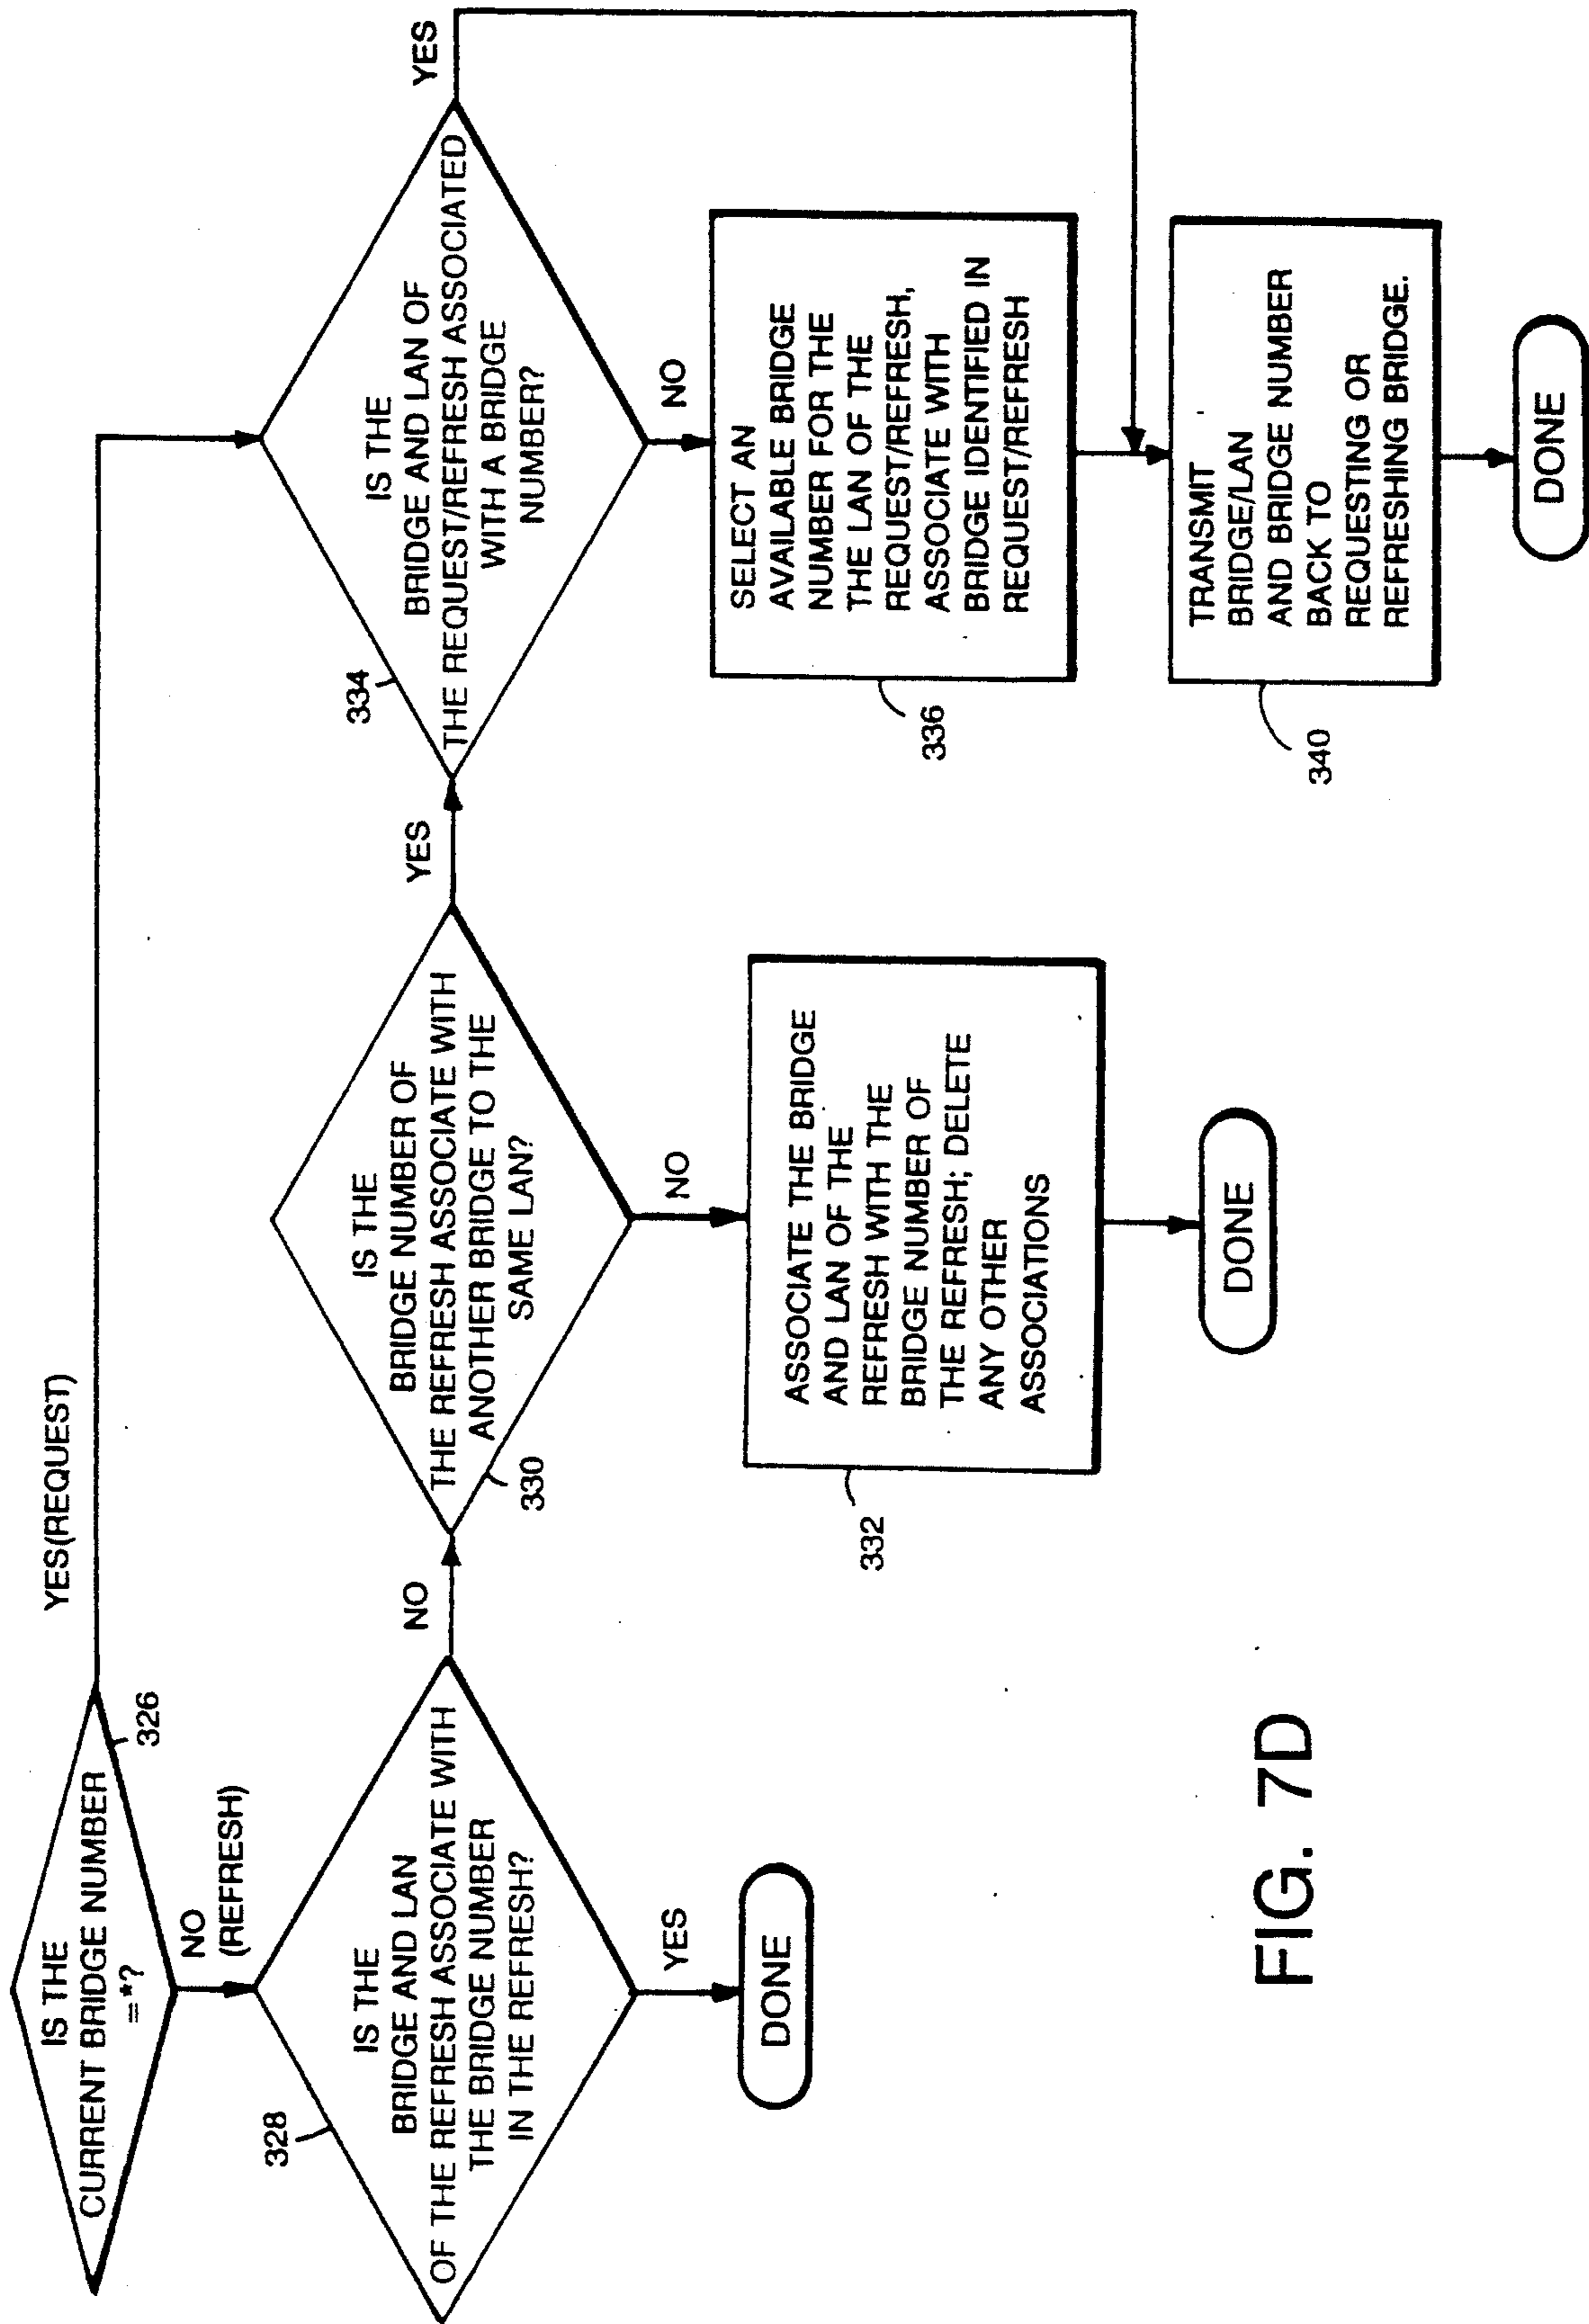 IS THE
CURRENT BRIDGE NUMBER
=*?
326
YES(REQUEST)
NO
(REFRESH)
328
IS THE
BRIDGE AND LAN
OF THE REFRESH ASSOCIATE WITH
THE BRIDGE NUMBER
IN THE REFRESH?
YES
DONE
NO
330
IS THE
BRIDGE NUMBER OF
THE REFRESH ASSOCIATE WITH
ANOTHER BRIDGE TO THE
SAME LAN?
NO
332
ASSOCIATE THE BRIDGE
AND LAN OF THE
REFRESH WITH THE
BRIDGE NUMBER OF
THE REFRESH; DELETE
ANY OTHER
ASSOCIATIONS
DONE
YES
334
IS THE
BRIDGE AND LAN OF
THE REQUEST/REFRESH ASSOCIATED
WITH A BRIDGE
NUMBER?
YES
NO
336
SELECT AN
AVAILABLE BRIDGE
NUMBER FOR THE
THE LAN OF THE
REQUEST/REFRESH,
ASSOCIATE WITH
BRIDGE IDENTIFIED IN
REQUEST/REFRESH
340
TRANSMIT
BRIDGE/LAN
AND BRIDGE NUMBER
BACK TO
REQUESTING OR
REFRESHING BRIDGE.
DONE
FIG. 7D